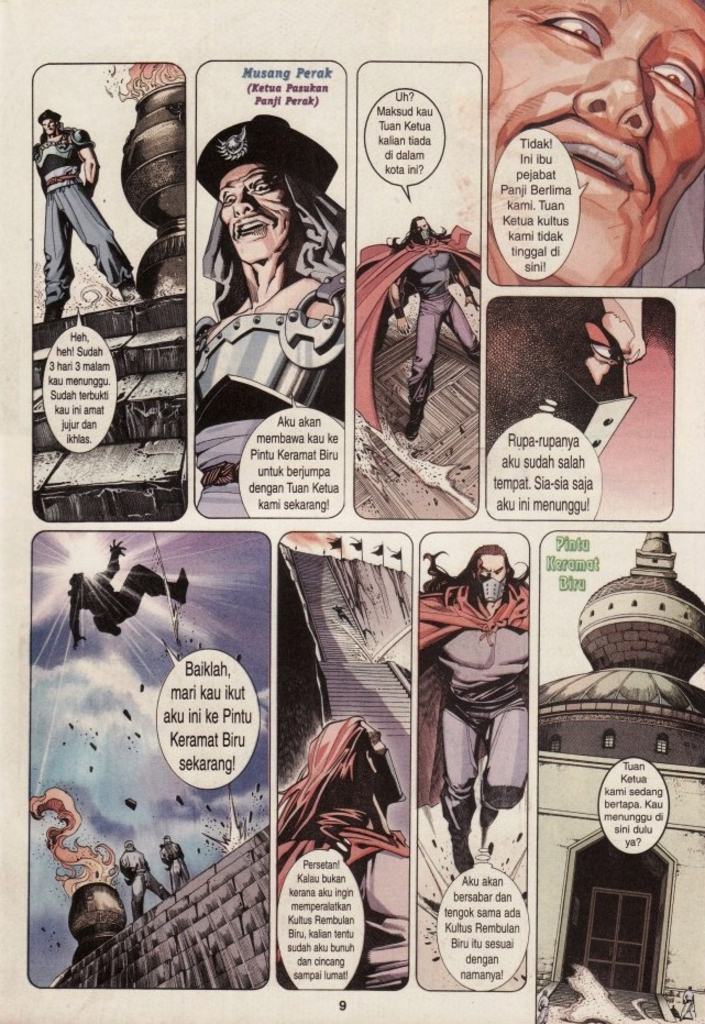 Heh,
heh! Sudah
3 hari 3 malam
kau menunggu.
Sudah terbukti
kau ini amat
jujur dan
ikhlas.
Musang Perak
(Ketua Pasukan
Panji Perak)
Aku akan
membawa kau ke
Pintu Keramat Biru
untuk berjumpa
dengan Tuan Ketua
kami sekarang!
Uh?
Maksud kau
Tuan Ketua
kalian tiada
di dalam
kota ini?
Tidak!
Ini ibu
pejabat
Panji Berlima
kami. Tuan
Ketua kultus
kami tidak
di sini!
Rupa-rupanya
aku sudah salah
tempat. Sia-sia saja
aku ini menunggu!
Baiklah,
mari kau ikut
aku ini ke Pintu
Keramat Biru
sekarang!
Persetan!
Kalau bukan
kerana aku ingin
memperalatkan
Kultus Rembulan
Biru, kalian tentu
sudah aku bunuh
dan cincang
sampai lumat!
Aku akan
bersabar dan
tengok sama ada
Kultus Rembulan
Biru itu sesuai
dengan
namanya!
Pintu
Keramat
Biru
Tuan
Ketua
kami sedang
bertapa. Kau
menunggu di
sini dulu
ya?
9